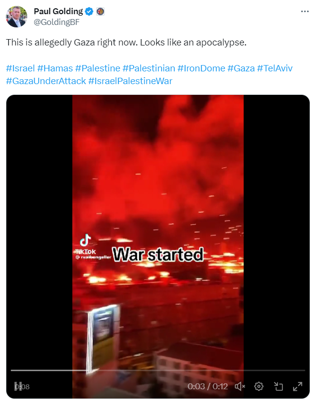 Paul Golding
@GoldingBF
This is allegedly Gaza right now. Looks like an apocalypse.
#Israel #Hamas #Palestine #Palestinian #IronDome #Gaza #TelAviv
#GazaUnderAttack #IsraelPalestineWar
TikTok
War started
0:03 / 0:12